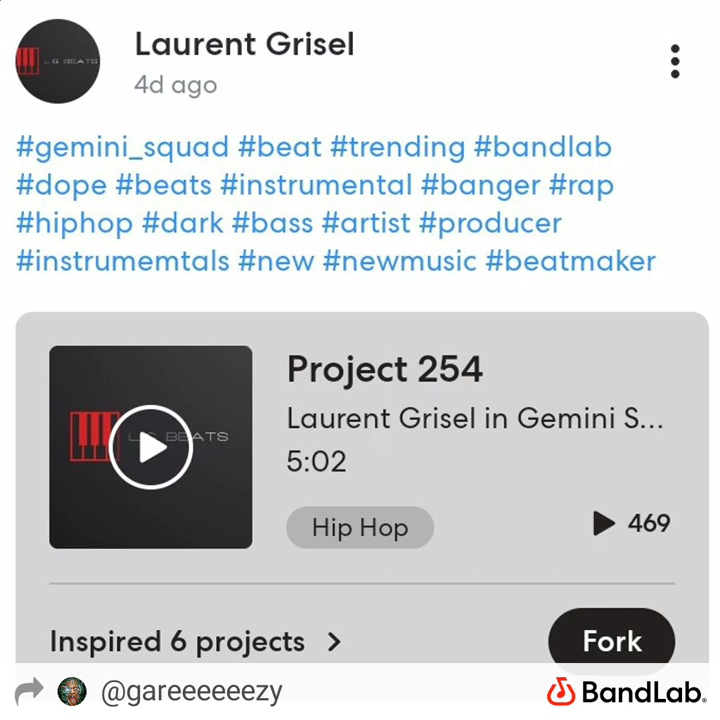 Laurent Grisel
4d ago
#gemini_squad #beat #trending #bandlab
#dope #beats #instrumental #banger #rap
#hiphop #dark #bass #artist #producer
#instrumemtals #new #newmusic #beatmaker
L.G. BEATS
Project 254
Laurent Grisel in Gemini S...
5:02
BEATS
Hip Hop
469
Inspired 6 projects
Fork
@gareeeeeezy
BandLab